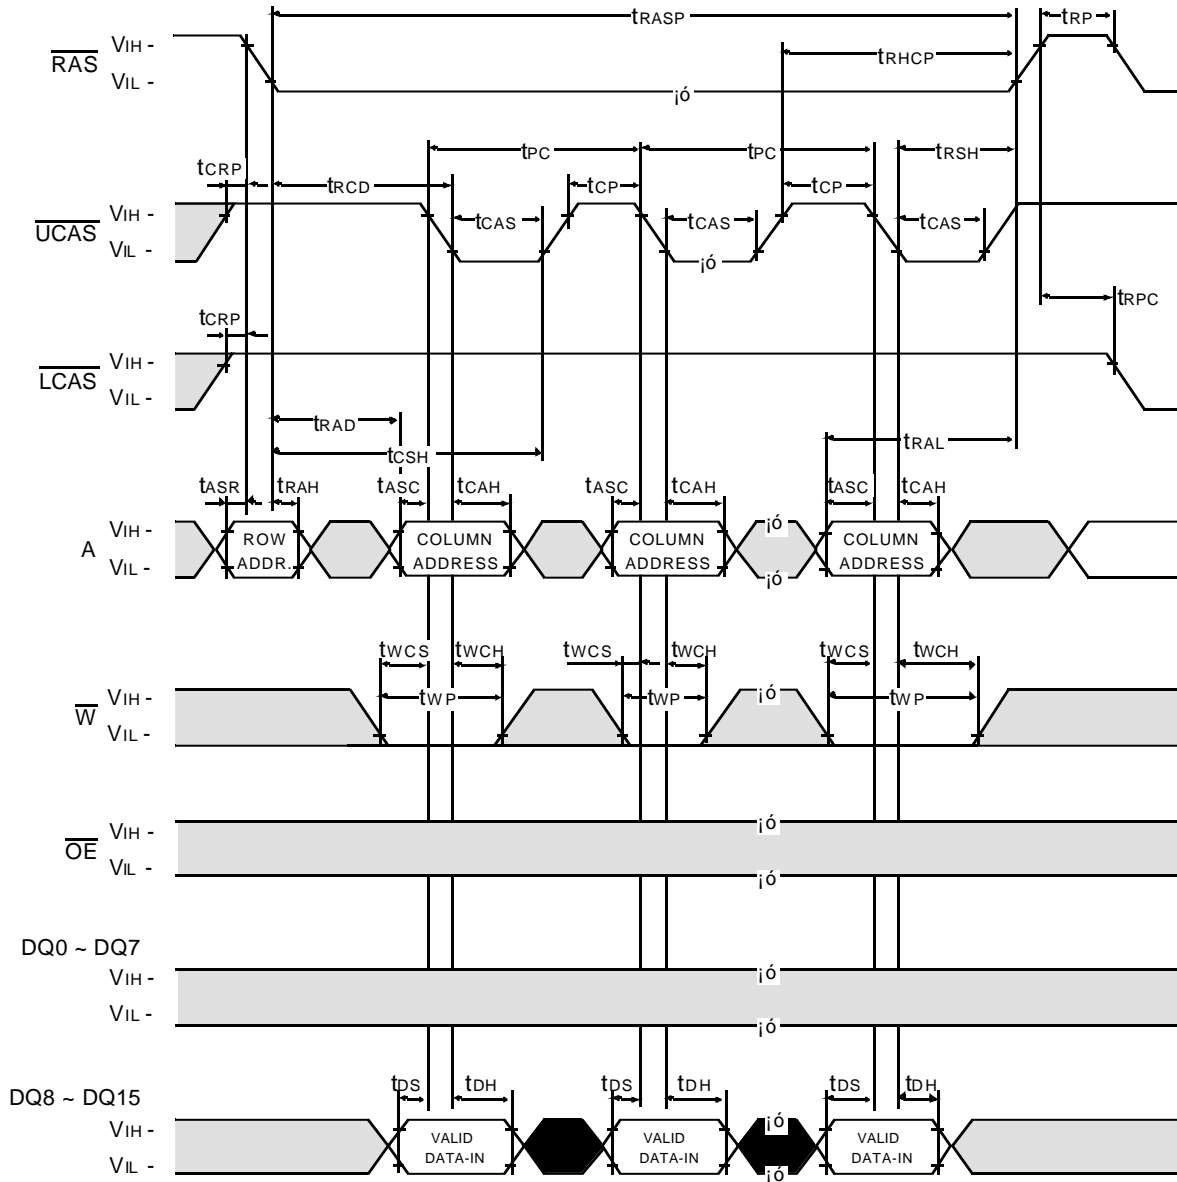 tRASP
tRP
RAS
VIH -
VIL -
tRHCP
¡ó
tPC
tPC
tRSH
tCRP
tRCD
tCP
tCP
UCAS
VIH -
VIL -
tCAS
tCAS
tCAS
¡ó
tRPC
tCRP
LCAS
VIH -
VIL -
tRAD
tCSH
tRAL
tASR
tRAH
tASC
tCAH
tASC
tCAH
tASC
tCAH
A
VIH -
VIL -
ROW
ADDR.
COLUMN
ADDRESS
COLUMN
ADDRESS
¡ó
¡ó
COLUMN
ADDRESS
tWCS
tWCH
tWCS
tWCH
tWCS
tWCH
W
VIH -
VIL -
tWP
tWP
¡ó
tWP
OE
VIH -
VIL -
¡ó
¡ó
DQ0 ~ DQ7
VIH -
VIL -
¡ó
¡ó
DQ8 ~ DQ15
tDS
tDH
tDS
tDH
tDS
tDH
VIH -
VIL -
VALID
DATA-IN
VALID
DATA-IN
¡ó
¡ó
VALID
DATA-IN